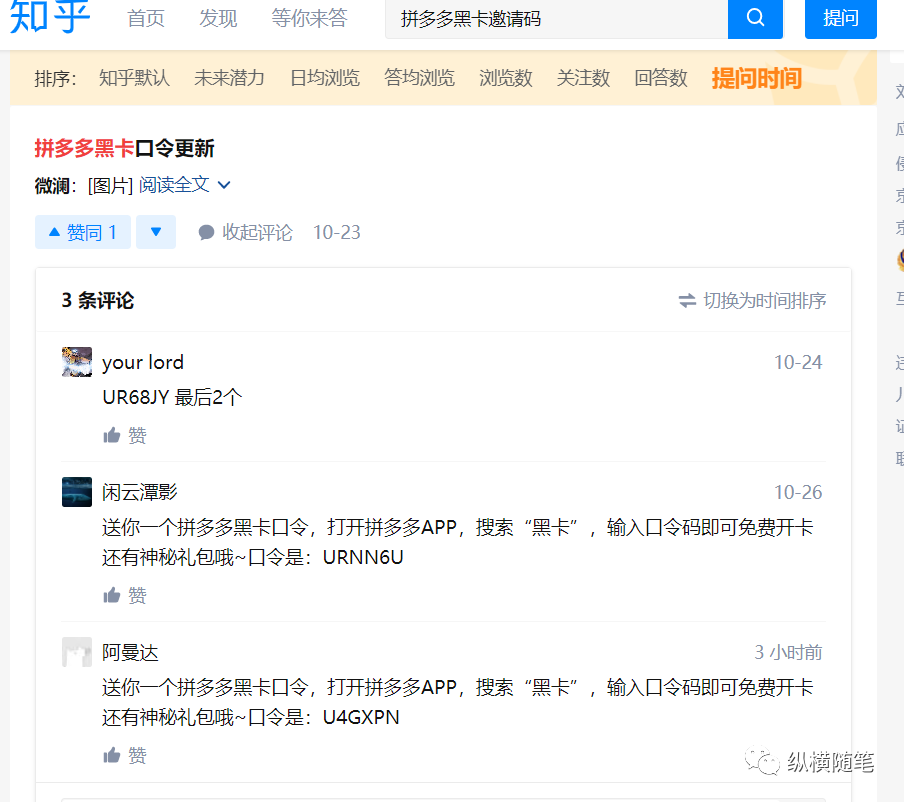 知乎 首页 发现 等你来答 拼多多黑卡邀请码 提问
排序: 知乎默认 未来潜力 日均浏览 答均浏览 浏览数 关注数 回答数 提问时间
拼多多黑卡口令更新
微澜: [图片] 阅读全文
赞同 1 收起评论 10-23
3 条评论 切换为时间排序
your lord 10-24
UR68JY 最后2个
赞
闲云潭影 10-26
送你一个拼多多黑卡口令，打开拼多多APP，搜索“黑卡”，输入口令码即可免费开卡
还有神秘礼包哦~口令是：URNN6U
赞
阿曼达 3 小时前
送你一个拼多多黑卡口令，打开拼多多APP，搜索“黑卡”，输入口令码即可免费开卡
还有神秘礼包哦~口令是：U4GXPN
赞
纵横随笔